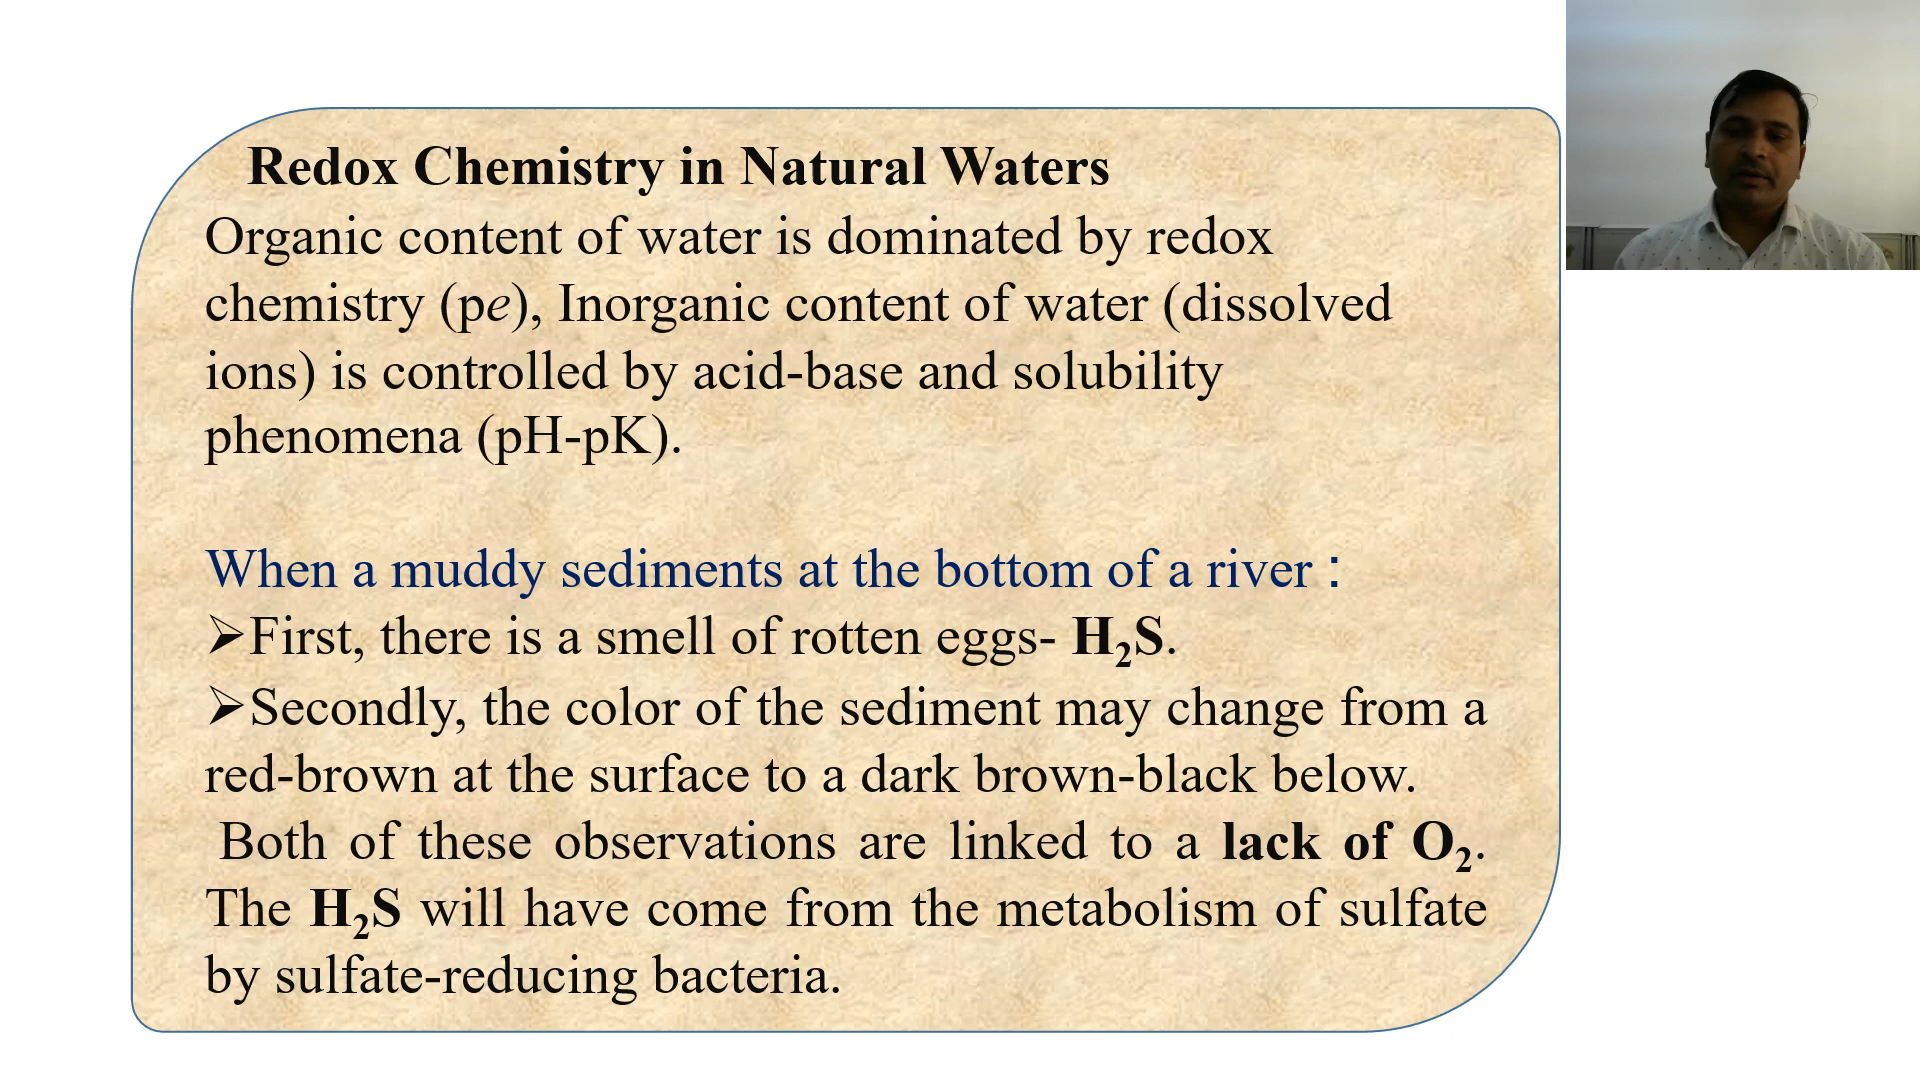 Redox Chemistry in Natural Waters
Organic content of water is dominated by redox
chemistry (pe), Inorganic content of water (dissolved
ions) is controlled by acid-base and solubility
phenomena (pH-pK).
When a muddy sediments at the bottom of a river :
➢First, there is a smell of rotten eggs- H₂S.
➢Secondly, the color of the sediment may change from a
red-brown at the surface to a dark brown-black below.
Both of these observations are linked to a lack of O₂.
The H₂S will have come from the metabolism of sulfate
by sulfate-reducing bacteria.